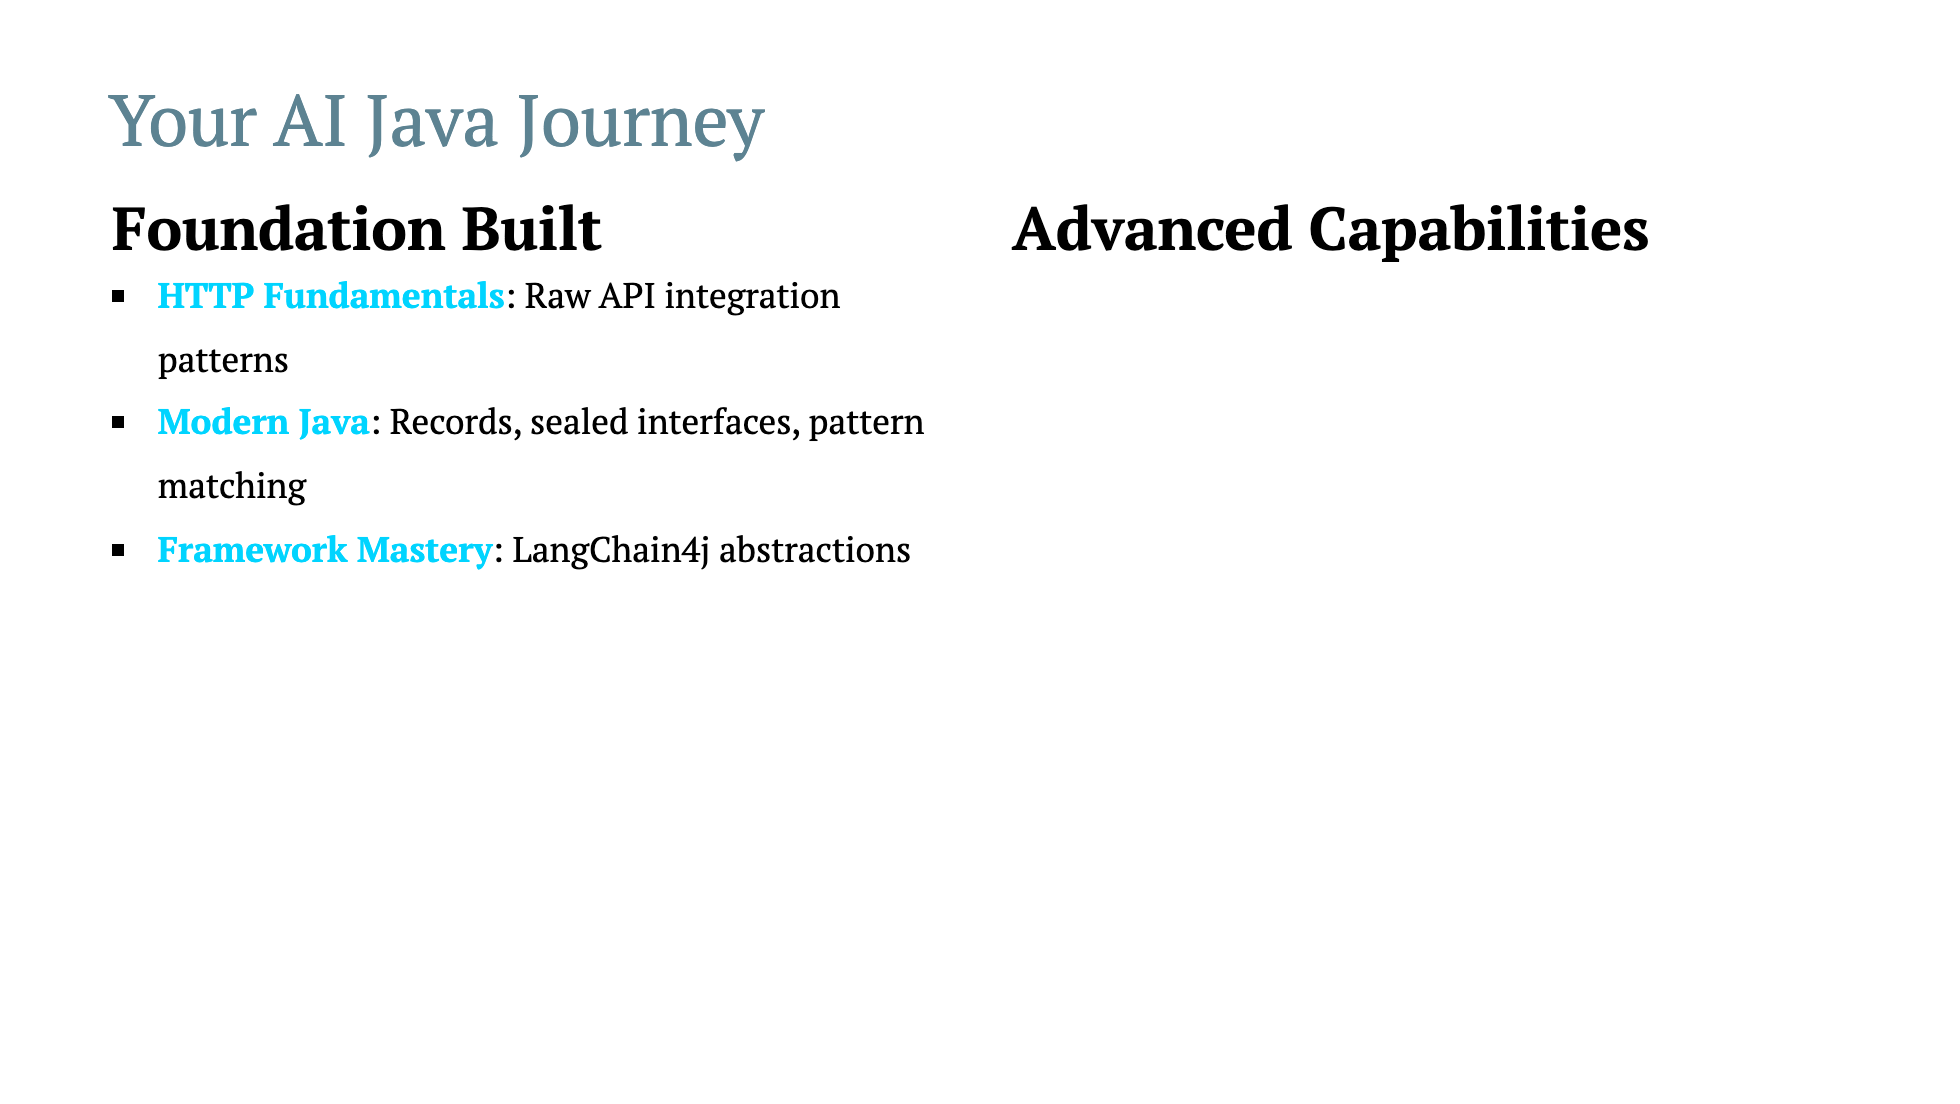 Your AI Java Journey
Foundation Built
▪ HTTP Fundamentals: Raw API integration
patterns
▪ Modern Java: Records, sealed interfaces, pattern
matching
▪ Framework Mastery: LangChain4j abstractions
Advanced Capabilities